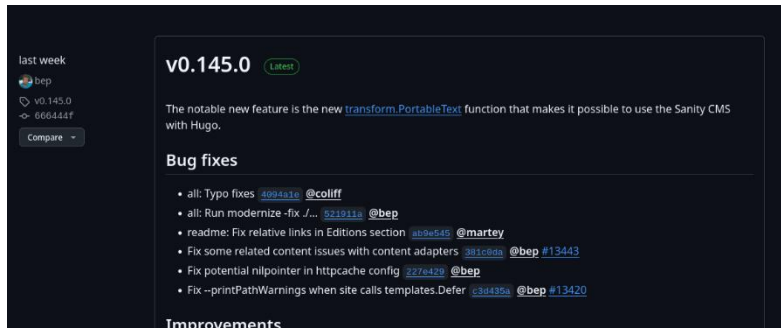 last week
bep
v0.145.0
666444f
Compare
v0.145.0 Latest
The notable new feature is the new transform.PortableText function that makes it possible to use the Sanity CMS
with Hugo.
Bug fixes
• all: Typo fixes 4094a1e @coliff
• all: Run modernize -fix ./... 521911a @bep
• readme: Fix relative links in Editions section ab9e545 @martey
• Fix some related content issues with content adapters 381c0da @bep #13443
• Fix potential nilpointer in httpcache config 227e429 @bep
• Fix --printPathWarnings when site calls templates.Defer c3d435a @bep #13420
Improvements